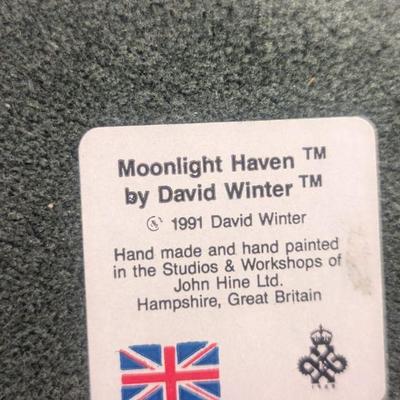 Moonlight Haven ™
by David Winter ™
© 1991 David Winter
Hand made and hand painted
in the Studios & Workshops of
John Hine Ltd.
Hampshire, Great Britain